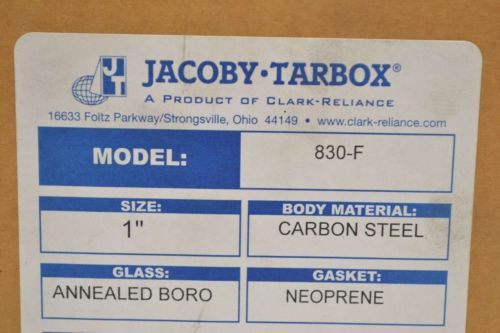 JACOBY·TARBOX®
A PRODUCT OF CLARK-RELIANCE
16633 Foltz Parkway/Strongsville, Ohio 44149 • www.clark-reliance.com
MODEL: 830-F
SIZE: BODY MATERIAL:
1" CARBON STEEL
GLASS: GASKET:
ANNEALED BORO NEOPRENE